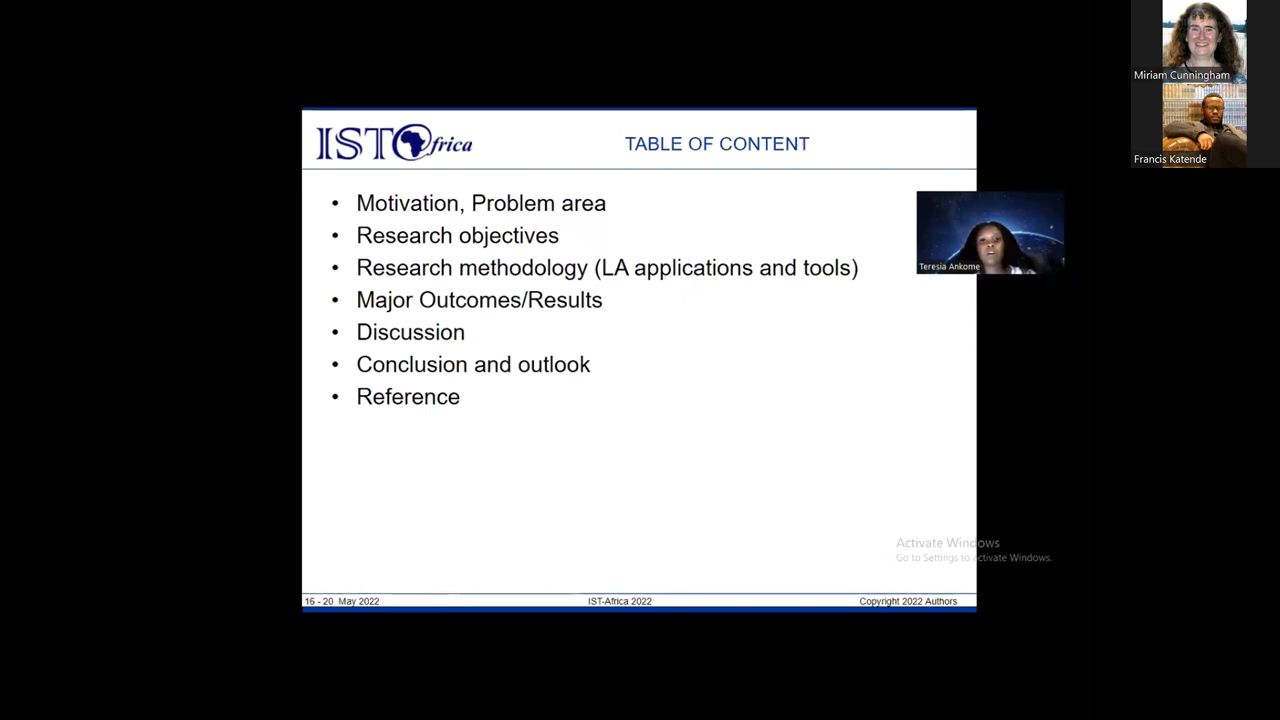 Miriam Cunningham
Francis Katende
IST Africa
TABLE OF CONTENT
• Motivation, Problem area
• Research objectives
• Research methodology (LA applications and tools)
• Major Outcomes/Results
• Discussion
• Conclusion and outlook
• Reference
Teresia Ankome
Activate Windows
Go to Settings to activate Windows.
16 - 20 May 2022
IST-Africa 2022
Copyright 2022 Authors